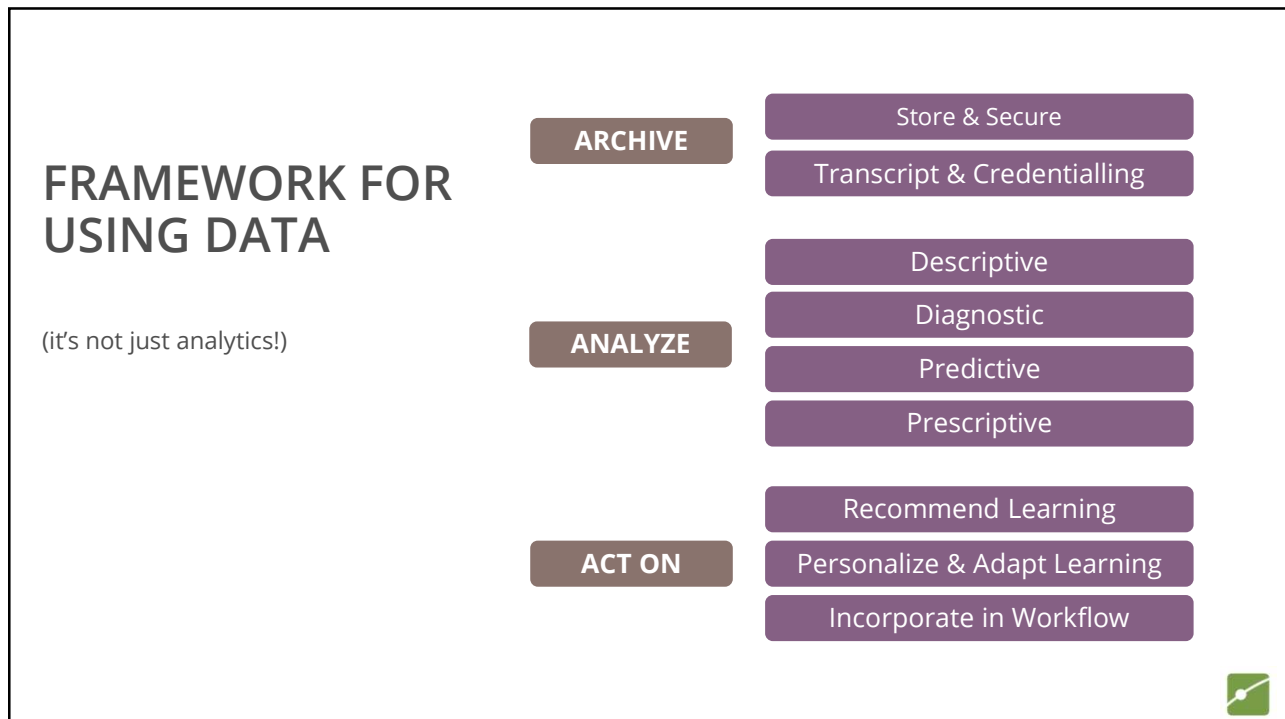 FRAMEWORK FOR
USING DATA
(it’s not just analytics!)
ARCHIVE
Store & Secure
Transcript & Credentialling
ANALYZE
Descriptive
Diagnostic
Predictive
Prescriptive
ACT ON
Recommend Learning
Personalize & Adapt Learning
Incorporate in Workflow